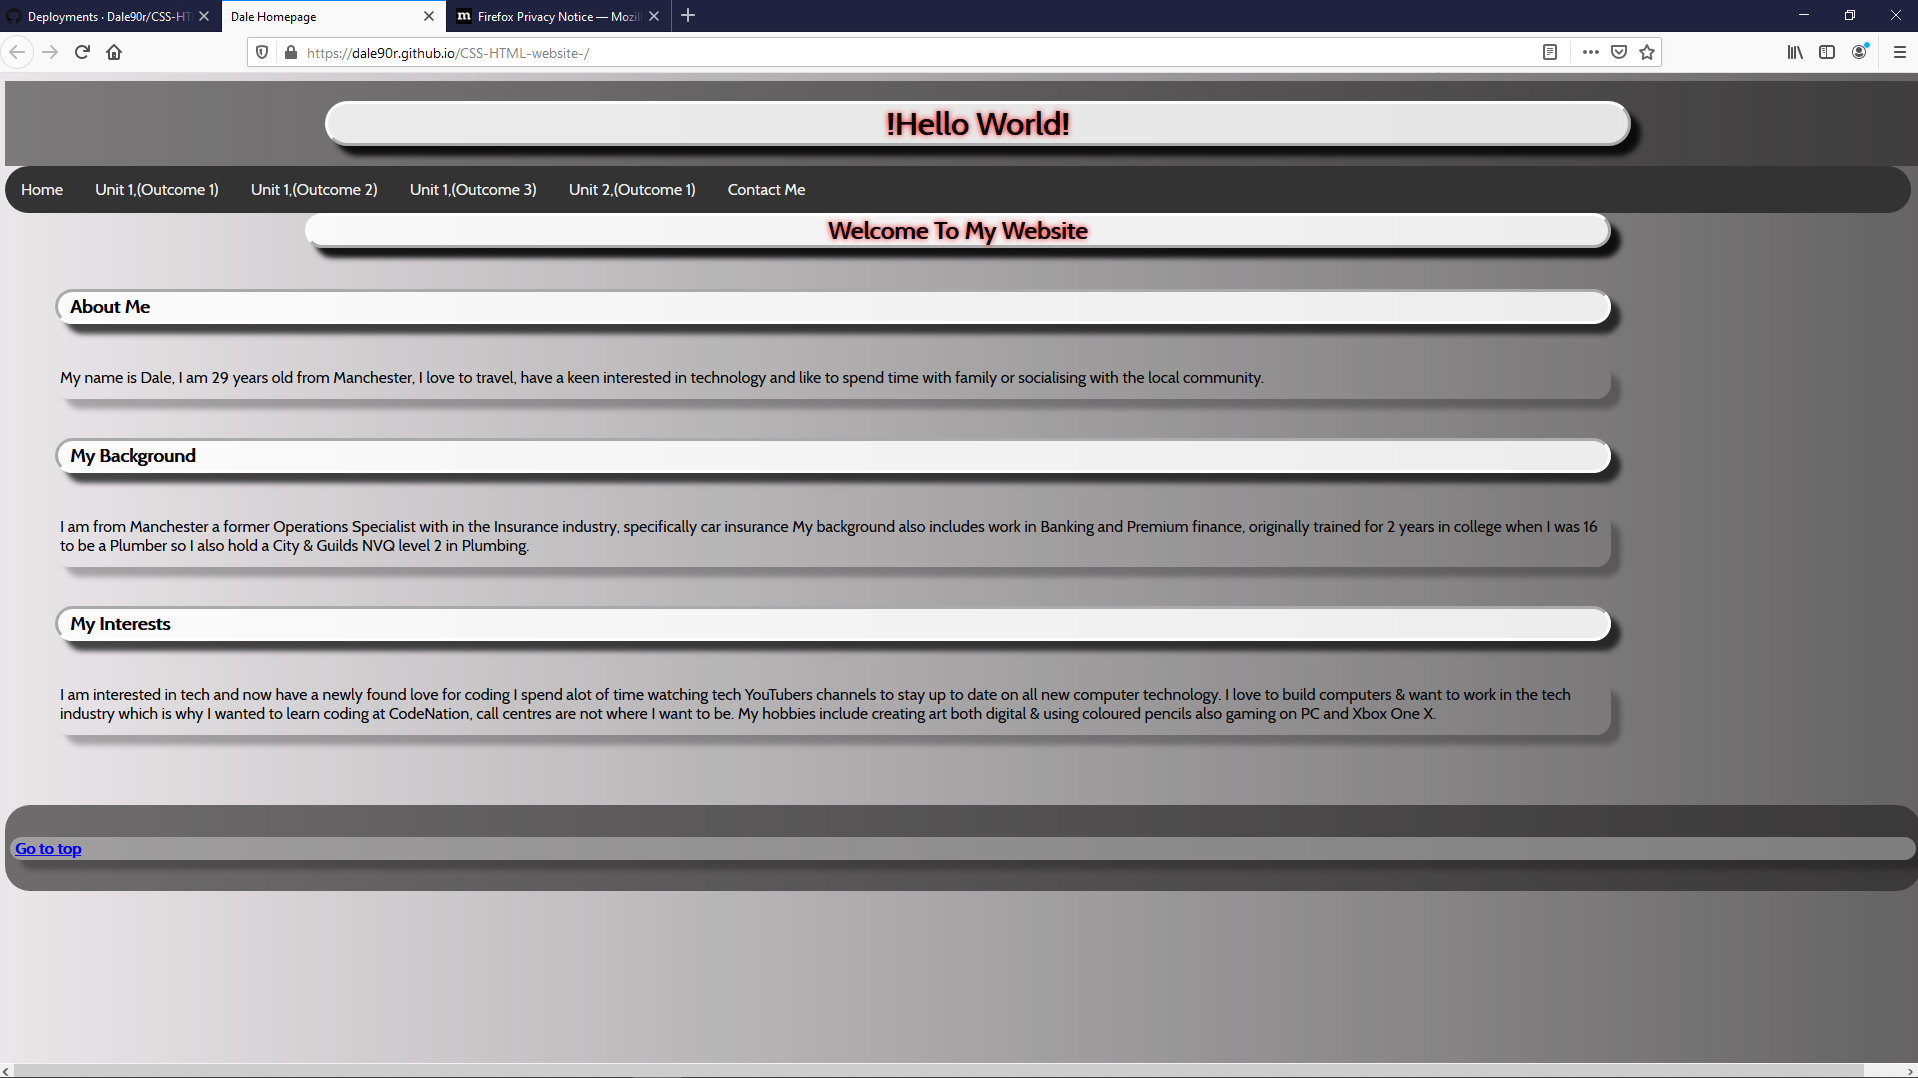 Deployments · Dale90r/CSS-HT
Dale Homepage
Firefox Privacy Notice — Mozil
https://dale90r.github.io/CSS-HTML-website-/
!Hello World!
Home
Unit 1,(Outcome 1)
Unit 1,(Outcome 2)
Unit 1,(Outcome 3)
Unit 2,(Outcome 1)
Contact Me
Welcome To My Website
About Me
My name is Dale, I am 29 years old from Manchester, I love to travel, have a keen interested in technology and like to spend time with family or socialising with the local community.
My Background
I am from Manchester a former Operations Specialist with in the Insurance industry, specifically car insurance My background also includes work in Banking and Premium finance, originally trained for 2 years in college when I was 16
to be a Plumber so I also hold a City & Guilds NVQ level 2 in Plumbing.
My Interests
I am interested in tech and now have a newly found love for coding I spend alot of time watching tech YouTubers channels to stay up to date on all new computer technology. I love to build computers & want to work in the tech
industry which is why I wanted to learn coding at CodeNation, call centres are not where I want to be. My hobbies include creating art both digital & using coloured pencils also gaming on PC and Xbox One X.
Go to top